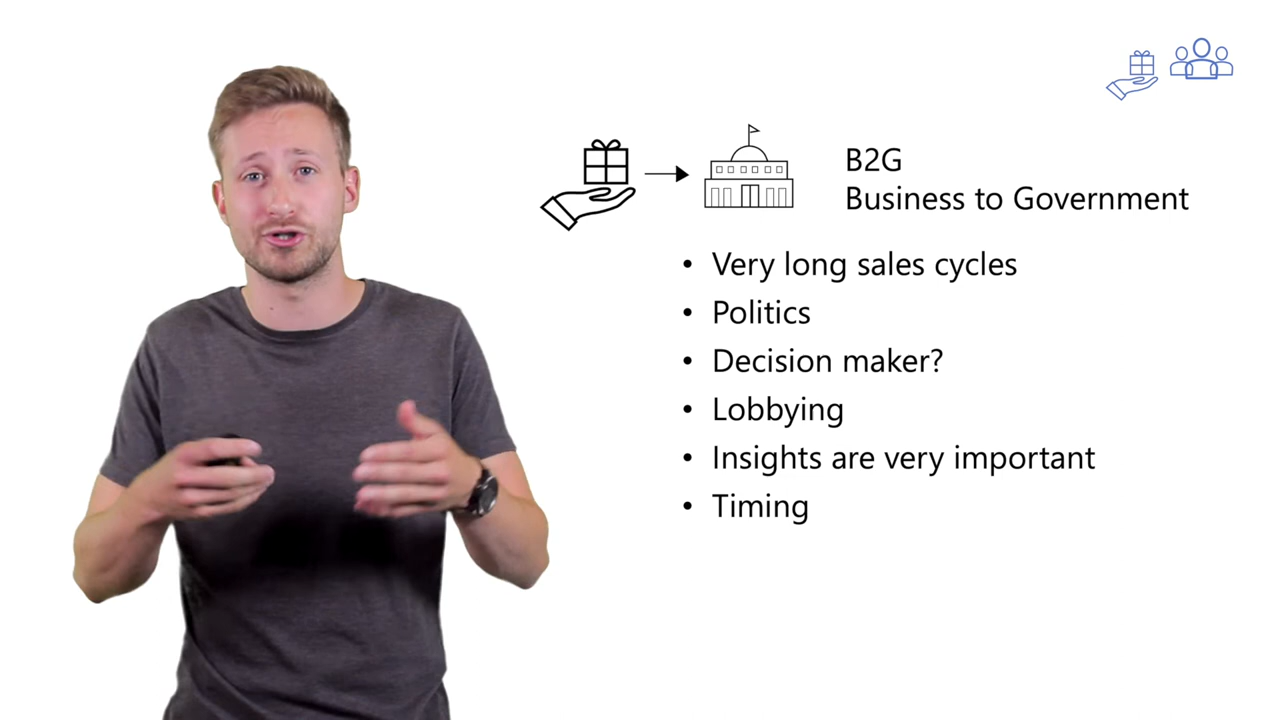 B2G
Business to Government
• Very long sales cycles
• Politics
• Decision maker?
• Lobbying
• Insights are very important
• Timing